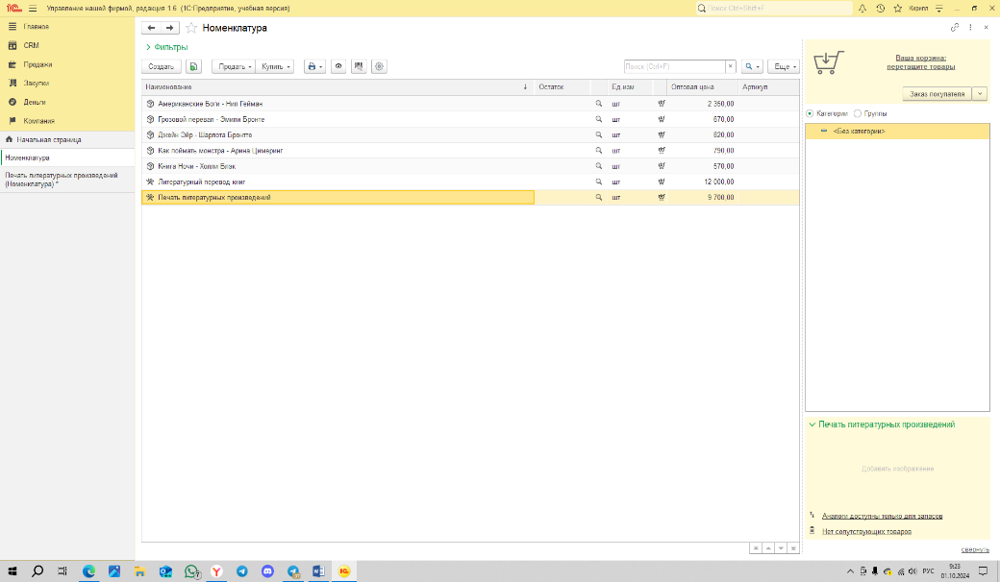 Управление нашей фирмой, редакция 1.6 (1С:Предприятие, учебная версия)
Поиск Ctrl+Shift+F
Кирилл
Главное
CRM
Продажи
Закупки
Деньги
Компания
Начальная страница
Номенклатура
Печать литературных произведений
(Номенклатура) *
Номенклатура
Фильтры
Создать
Продать
Купить
Поиск (Ctrl+F)
×
Еще
Наименование ↓ Остаток Ед.изм Оптовая цена Артикул
Американские Боги - Нил Гейман шт 2 350,00
Грозовой перевал - Эмили Бронте шт 670,00
Джейн Эйр - Шарлота Бронтте шт 820,00
Как поймать монстра - Арина Цимеринг шт 790,00
Книга Ночи - Холли Блэк шт 570,00
Литературный перевод книг шт 12 000,00
Печать литературных произведений шт 9 700,00
Ваша корзина:
перетащите товары
Заказ покупателя
Категории Группы
<Без категории>
Печать литературных произведений
Добавить изображение
Аналоги доступны только для запасов
Нет сопутствующих товаров
свернуть
РУС
9:23
01.10.2024